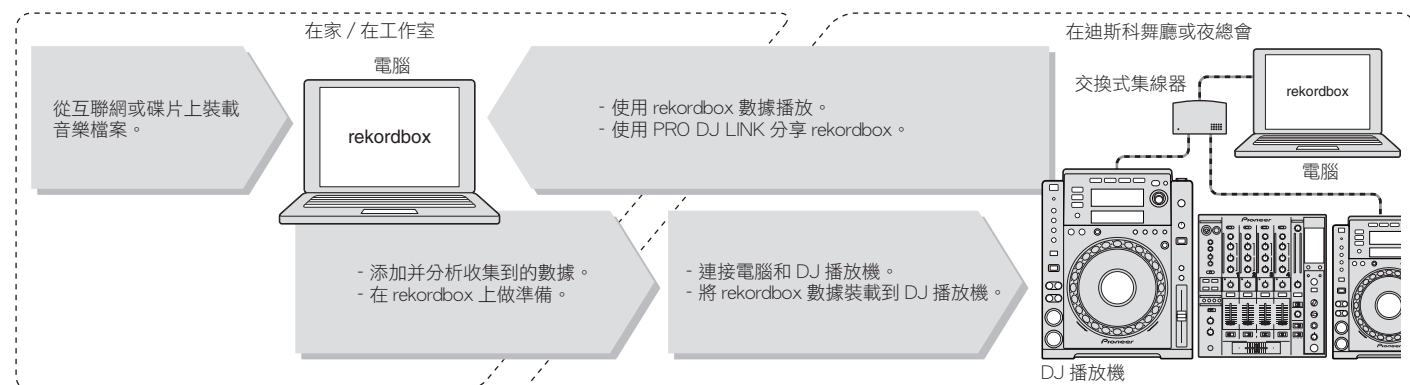 在家 / 在工作室
電腦
從互聯網或碟片上裝載
音樂檔案。
rekordbox
- 使用 rekordbox 數據播放。
- 使用 PRO DJ LINK 分享 rekordbox。
- 添加并分析收集到的數據。
- 在 rekordbox 上做準備。
- 連接電腦和 DJ 播放機。
- 將 rekordbox 數據裝載到 DJ 播放機。
在迪斯科舞廳或夜總會
交換式集線器
rekordbox
電腦
Pioneer
Pioneer
DJ 播放機